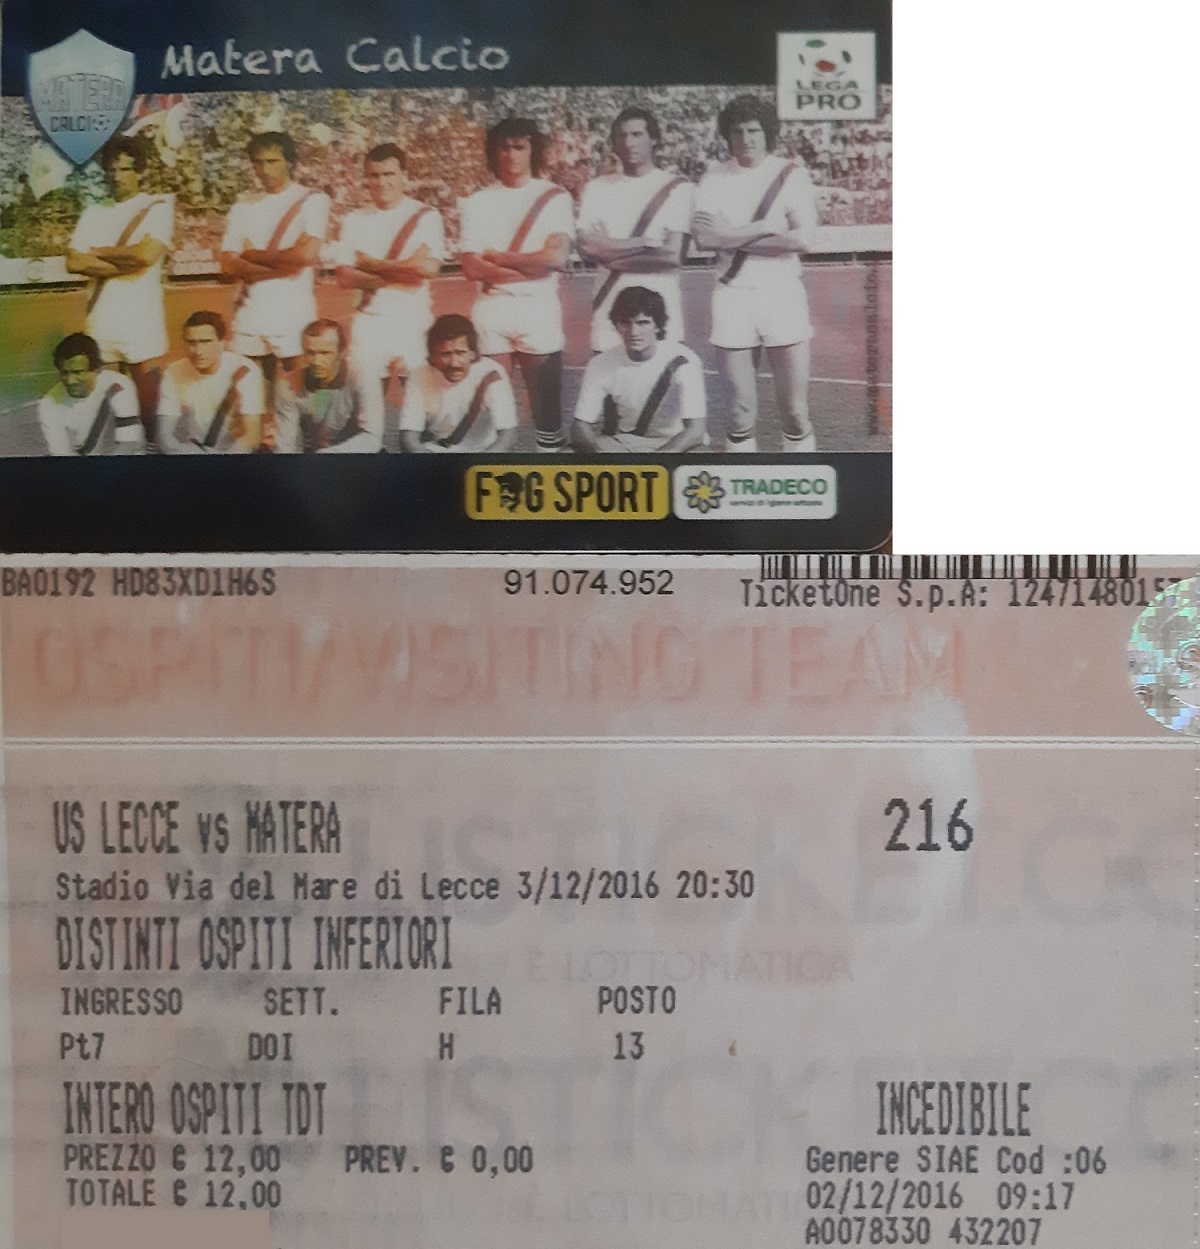 Matera Calcio
MATERA
CALCIO
LEGA
PRO
F G SPORT
TRADECO
BA0192 HD83XD1H6S
91.074.952
TicketOne S.p.A: 12471480157
OSPITI/VISITING TEAM
US LECCE vs MATERA
216
Stadio Via del Mare di Lecce 3/12/2016 20:30
DISTINTI OSPITI INFERIORI
È LOTTOMATICA
INGRESSO SETT. FILA POSTO
Pt7 DOI H 13
INTERO OSPITI TDT
INCEDIBILE
PREZZO € 12,00 PREV. € 0,00
Genere SIAE Cod :06
TOTALE € 12,00
02/12/2016 09:17
A0078330 432207